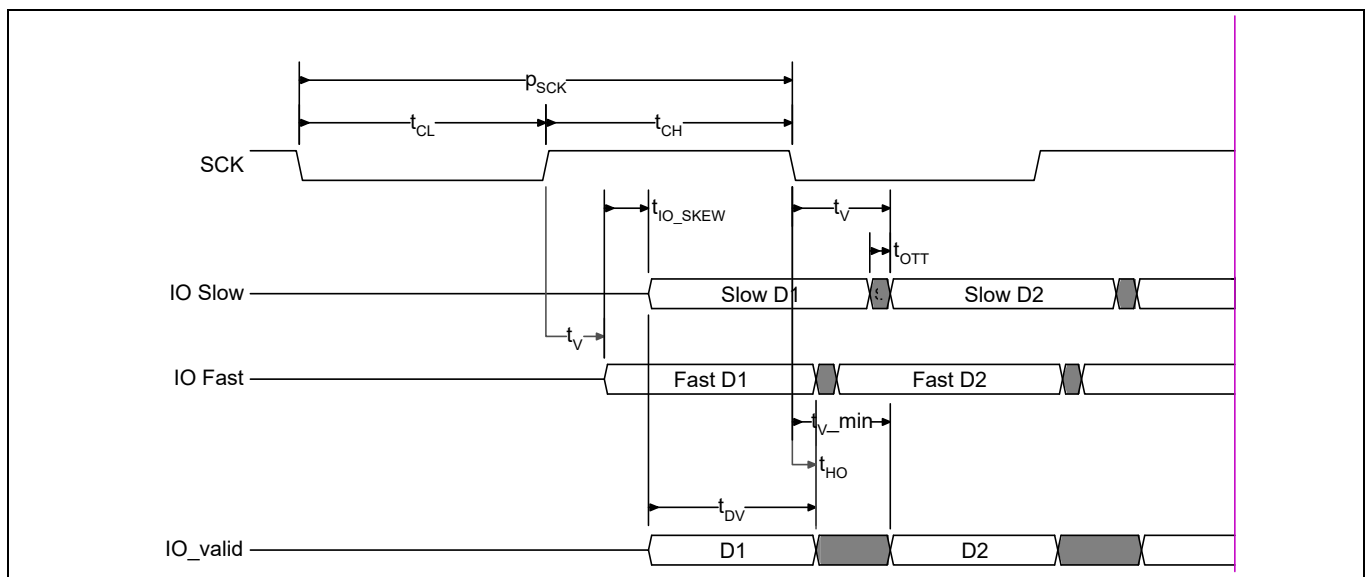 pSCK
tCL tCH
SCK
tIO_SKEW tV
tOTT
IO Slow Slow D1 Slow D2
tV
IO Fast Fast D1 Fast D2
tV_min
tHO
tDV
IO_valid D1 D2